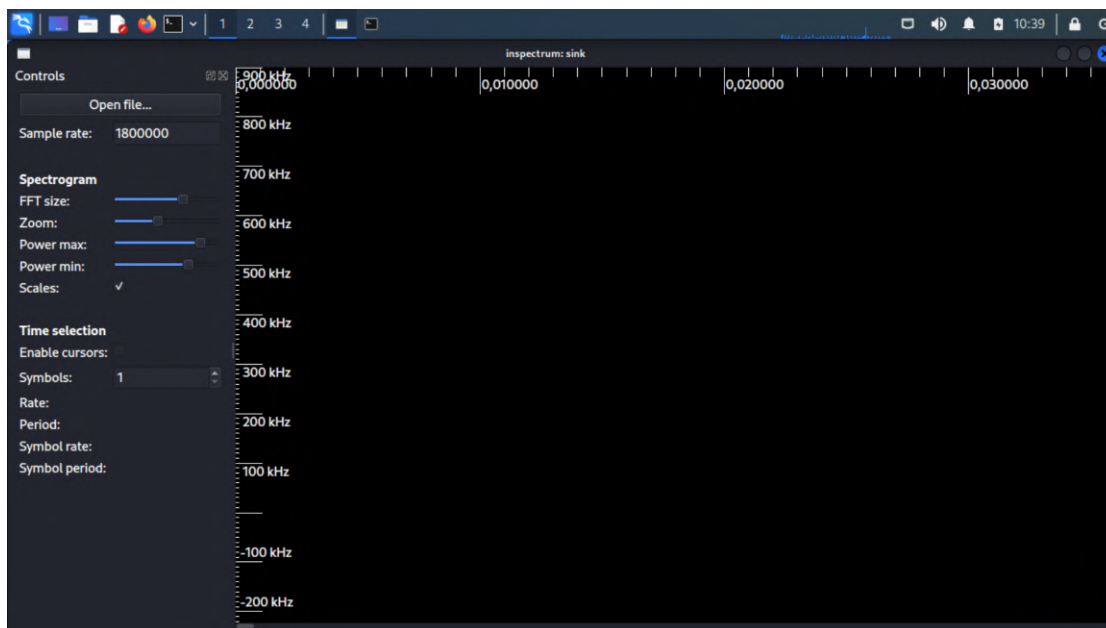 1 2 3 4 10:39
inspectrum: sink
Controls
Open file...
Sample rate: 1800000
Spectrogram
FFT size:
Zoom:
Power max:
Power min:
Scales:
Time selection
Enable cursors:
Symbols: 1
Rate:
Period:
Symbol rate:
Symbol period:
900 kHz
0,000000 0,010000 0,020000 0,030000
800 kHz
700 kHz
600 kHz
500 kHz
400 kHz
300 kHz
200 kHz
100 kHz
-100 kHz
-200 kHz